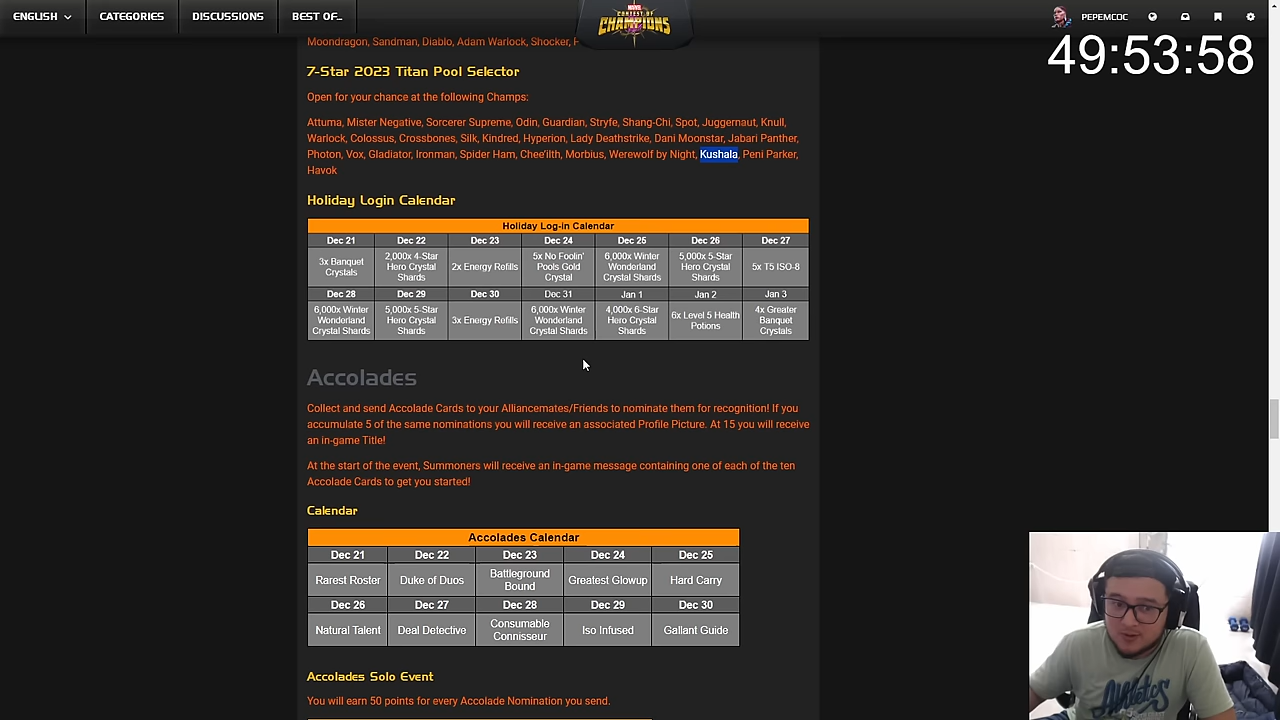 ENGLISH
CATEGORIES
DISCUSSIONS
BEST OF...
MARVEL
CONTEST OF
CHAMPIONS
PEPEMCOC
49:53:58
Moondragon, Sandman, Diablo, Adam Warlock, Shocker,
7-Star 2023 Titan Pool Selector
Open for your chance at the following Champs:
Attuma, Mister Negative, Sorcerer Supreme, Odin, Guardian, Stryfe, Shang-Chi, Spot, Juggernaut, Knull,
Warlock, Colossus, Crossbones, Silk, Kindred, Hyperion, Lady Deathstrike, Dani Moonstar, Jabari Panther,
Photon, Vox, Gladiator, Ironman, Spider Ham, Chee'ilth, Morbius, Werewolf by Night, Kushala, Peni Parker,
Havok
Holiday Login Calendar
Holiday Log-in Calendar
Dec 21 Dec 22 Dec 23 Dec 24 Dec 25 Dec 26 Dec 27
3x Banquet
Crystals
2,000x 4-Star
Hero Crystal
Shards
2x Energy Refills
5x No Foolin'
Pools Gold
Crystal
6,000x Winter
Wonderland
Crystal Shards
5,000x 5-Star
Hero Crystal
Shards
5x T5 ISO-8
Dec 28 Dec 29 Dec 30 Dec 31 Jan 1 Jan 2 Jan 3
6,000x Winter
Wonderland
Crystal Shards
5,000x 5-Star
Hero Crystal
Shards
3x Energy Refills
6,000x Winter
Wonderland
Crystal Shards
4,000x 6-Star
Hero Crystal
Shards
6x Level 5 Health
Potions
4x Greater
Banquet
Crystals
Accolades
Collect and send Accolade Cards to your Alliancemates/Friends to nominate them for recognition! If you
accumulate 5 of the same nominations you will receive an associated Profile Picture. At 15 you will receive
an in-game Title!
At the start of the event, Summoners will receive an in-game message containing one of each of the ten
Accolade Cards to get you started!
Calendar
Accolades Calendar
Dec 21 Dec 22 Dec 23 Dec 24 Dec 25
Rarest Roster
Duke of Duos
Battleground
Bound
Greatest Glowup
Hard Carry
Dec 26 Dec 27 Dec 28 Dec 29 Dec 30
Natural Talent
Deal Detective
Consumable
Connisseur
Iso Infused
Gallant Guide
Accolades Solo Event
You will earn 50 points for every Accolade Nomination you send.